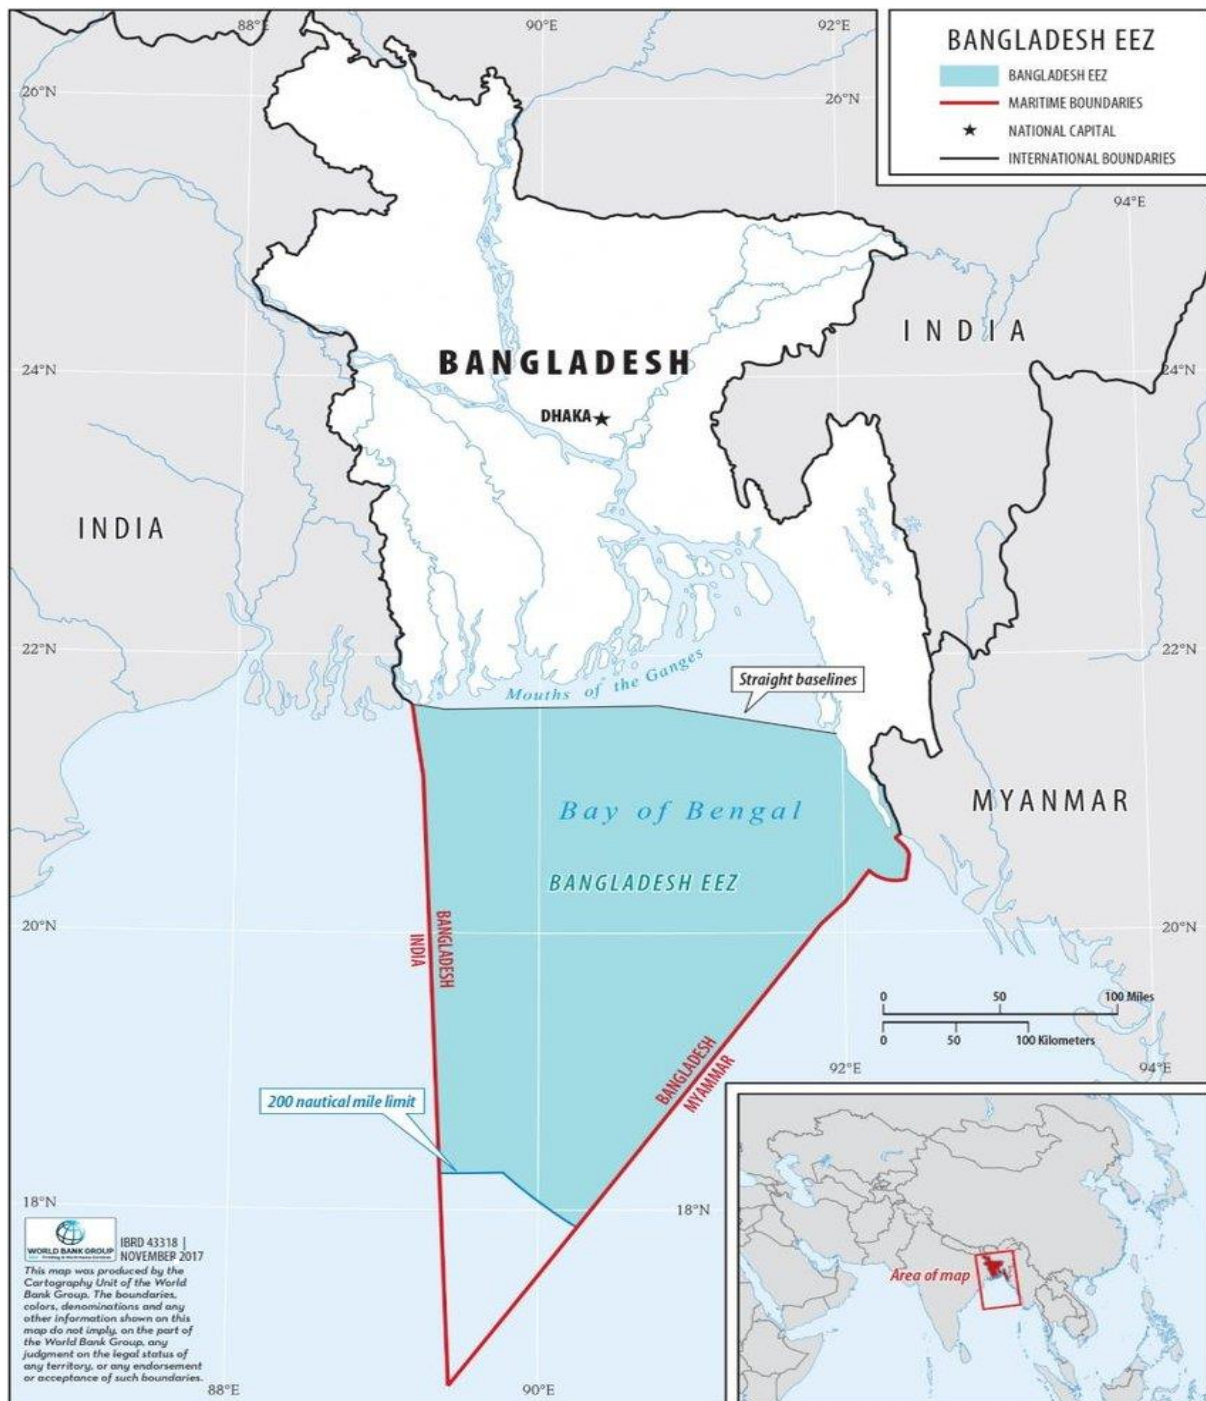 88°E
90°E
92°E
BANGLADESH EEZ
BANGLADESH EEZ
MARITIME BOUNDARIES
NATIONAL CAPITAL
INTERNATIONAL BOUNDARIES
26°N
26°N
94°E
INDIA
BANGLADESH
24°N
24°N
DHAKA
INDIA
22°N
22°N
Mouths of the Ganges
Straight baselines
Bay of Bengal
MYANMAR
BANGLADESH EEZ
20°N
20°N
BANGLADESH
INDIA
0 50 100 Miles
0 50 100 Kilometers
BANGLADESH
MYANMAR
92°E
94°E
200 nautical mile limit
18°N
18°N
WORLD BANK GROUP
IBRD 43318 |
NOVEMBER 2017
This map was produced by the
Cartography Unit of the World
Bank Group. The boundaries,
colors, denominations and any
other information shown on this
map do not imply, on the part of
the World Bank Group, any
judgment on the legal status of
any territory, or any endorsement
or acceptance of such boundaries.
Area of map
88°E
90°E